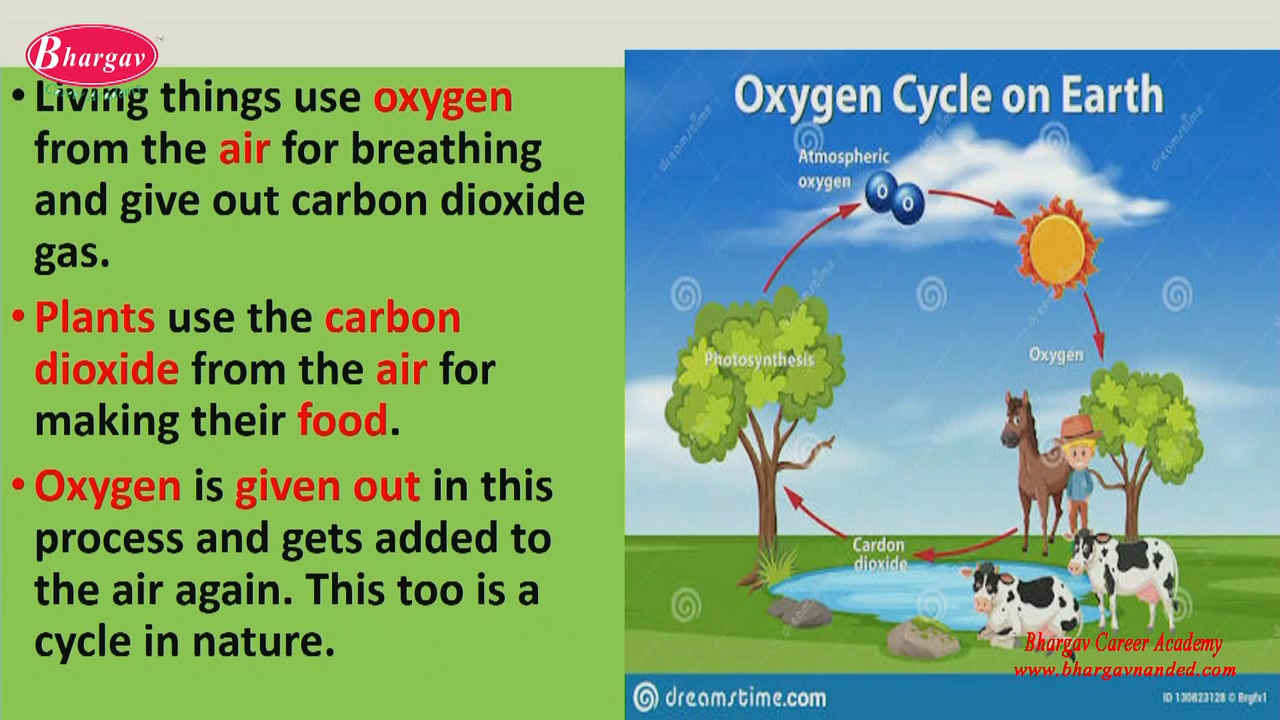 Bhargav
• Living things use oxygen
from the air for breathing
and give out carbon dioxide
gas.
• Plants use the carbon
dioxide from the air for
making their food.
• Oxygen is given out in this
process and gets added to
the air again. This too is a
cycle in nature.
Oxygen Cycle on Earth
Atmospheric
oxygen
O O
Photosynthesis
Oxygen
Cardon
dioxide
Bhargav Career Academy
www.bhargavnanded.com
dreamstime.com
ID 130823128 © Brgfx1